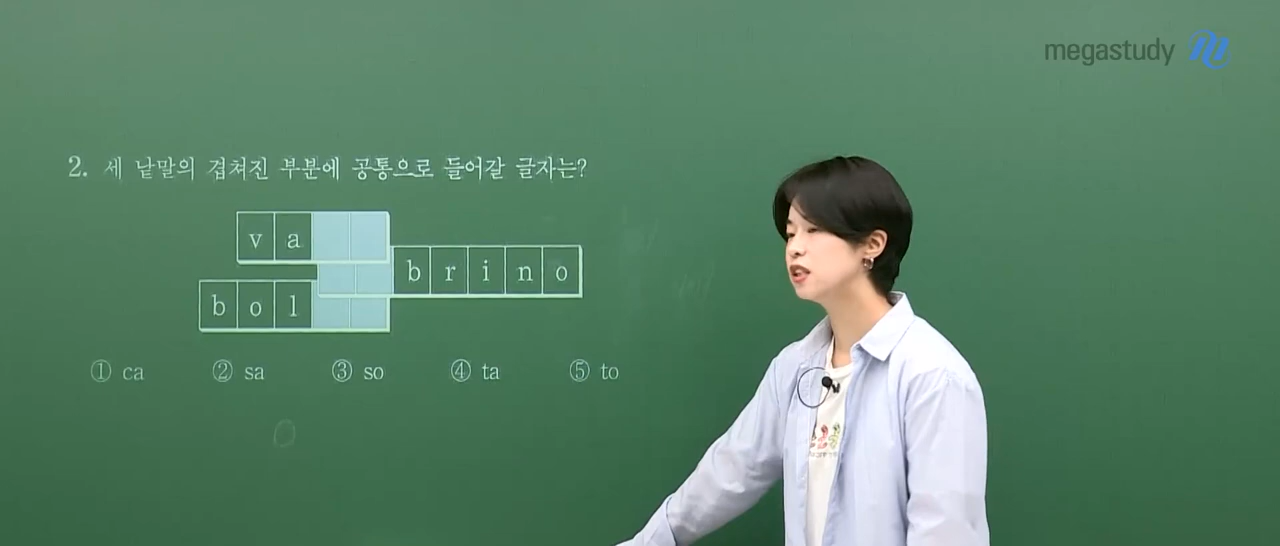 megastudy
2. 세 낱말의 겹쳐진 부분에 공통으로 들어갈 글자는?
v a
b r i n o
b o l
① ca ② sa ③ so ④ ta ⑤ to